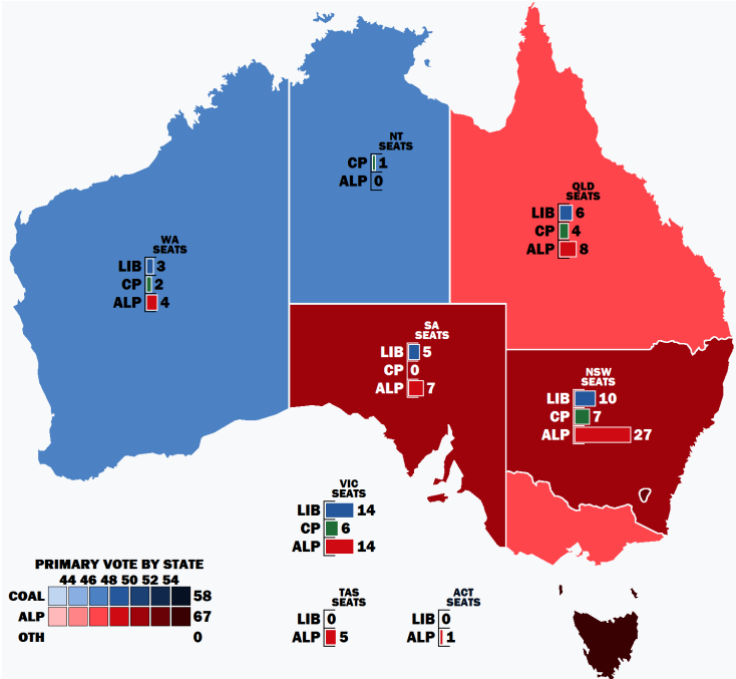 NT
SEATS
CP 1
ALP 0
QLD
SEATS
LIB 6
CP 4
ALP 8
WA
SEATS
LIB 3
CP 2
ALP 4
SA
SEATS
LIB 5
CP 0
ALP 7
NSW
SEATS
LIB 10
CP 7
ALP 27
VIC
SEATS
LIB 14
CP 6
ALP 14
PRIMARY VOTE BY STATE
44 46 48 50 52 54
COAL 58
ALP 67
OTH 0
TAS
SEATS
LIB 0
ALP 5
ACT
SEATS
LIB 0
ALP 1